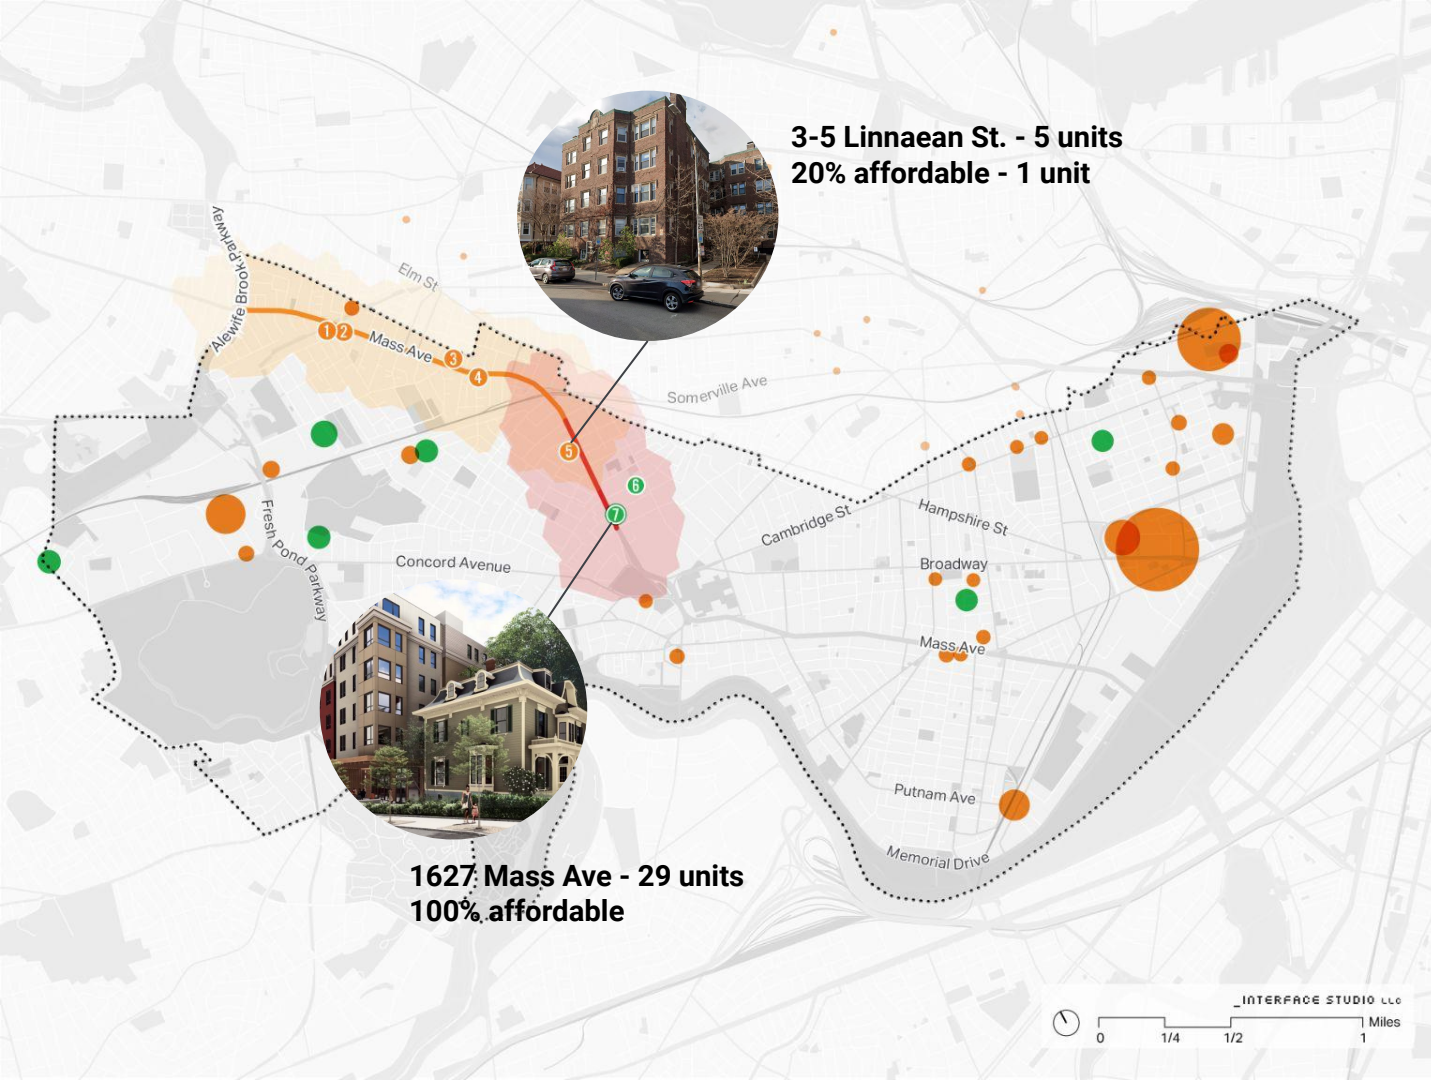 3-5 Linnaean St. - 5 units
20% affordable - 1 unit
Alewife Brook Parkway
Elm St.
1
2
Mass Ave
3
4
Somerville Ave
5
6
7
Fresh Pond Parkway
Concord Avenue
Cambridge St
Hampshire St
Broadway
Mass Ave
Putnam Ave
Memorial Drive
1627 Mass Ave - 29 units
100% affordable
_INTERFACE STUDIO LLC
Miles
0
1/4
1/2
1